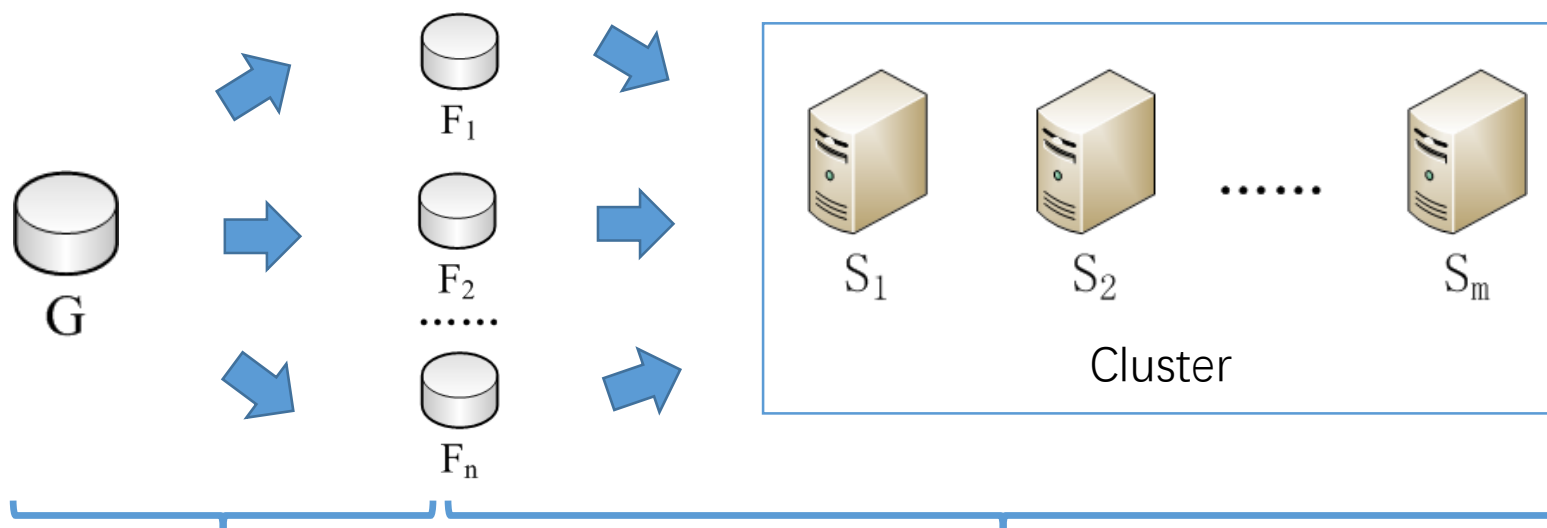 F₁
G
F₂
……
Fₙ
S₁ S₂ …… Sₘ
Cluster